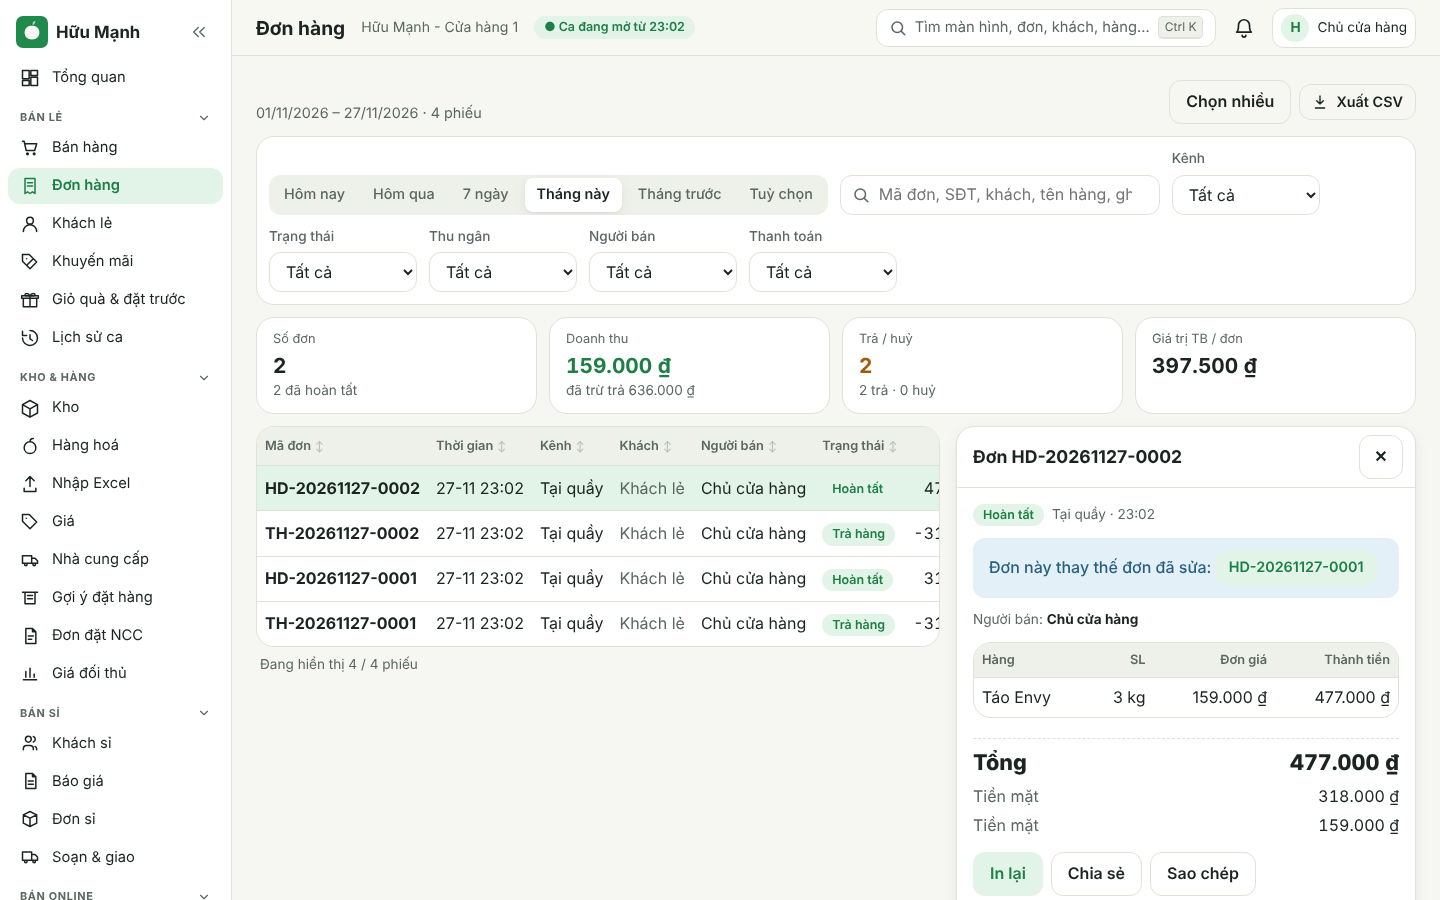 Hữu Mạnh
Tổng quan
BÁN LẺ
Bán hàng
Đơn hàng
Khách lẻ
Khuyến mãi
Giỏ quà & đặt trước
Lịch sử ca
KHO & HÀNG
Kho
Hàng hoá
Nhập Excel
Giá
Nhà cung cấp
Gợi ý đặt hàng
Đơn đặt NCC
Giá đối thủ
BÁN SỈ
Khách sỉ
Báo giá
Đơn sỉ
Soạn & giao
BÁN ONLINE
Đơn hàng Hữu Mạnh - Cửa hàng 1 Ca đang mở từ 23:02 Tìm màn hình, đơn, khách, hàng... Ctrl K H Chủ cửa hàng
01/11/2026 – 27/11/2026 · 4 phiếu Chọn nhiều Xuất CSV
Kênh
Hôm nay Hôm qua 7 ngày Tháng này Tháng trước Tuỳ chọn Mã đơn, SĐT, khách, tên hàng, gh Tất cả
Trạng thái Thu ngân Người bán Thanh toán
Tất cả Tất cả Tất cả Tất cả
Số đơn
2
2 đã hoàn tất
Doanh thu
159.000 ₫
đã trừ trả 636.000 ₫
Trả / huỷ
2
2 trả · 0 huỷ
Giá trị TB / đơn
397.500 ₫
Mã đơn Thời gian Kênh Khách Người bán Trạng thái
HD-20261127-0002 27-11 23:02 Tại quầy Khách lẻ Chủ cửa hàng Hoàn tất 47
TH-20261127-0002 27-11 23:02 Tại quầy Khách lẻ Chủ cửa hàng Trả hàng -31
HD-20261127-0001 27-11 23:02 Tại quầy Khách lẻ Chủ cửa hàng Hoàn tất 31
TH-20261127-0001 27-11 23:02 Tại quầy Khách lẻ Chủ cửa hàng Trả hàng -31
Đang hiển thị 4 / 4 phiếu
Đơn HD-20261127-0002 ✕
Hoàn tất Tại quầy · 23:02
Đơn này thay thế đơn đã sửa: HD-20261127-0001
Người bán: Chủ cửa hàng
Hàng SL Đơn giá Thành tiền
Táo Envy 3 kg 159.000 ₫ 477.000 ₫
Tổng 477.000 ₫
Tiền mặt 318.000 ₫
Tiền mặt 159.000 ₫
In lại Chia sẻ Sao chép